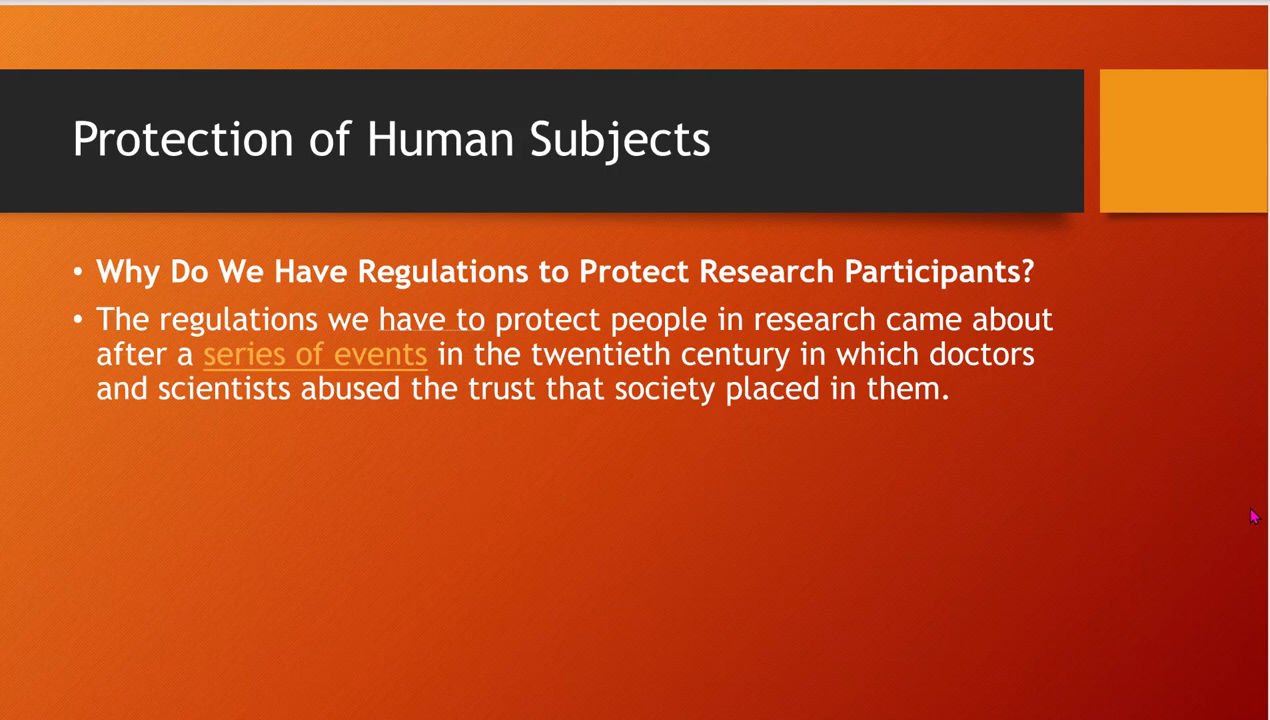 Protection of Human Subjects
• Why Do We Have Regulations to Protect Research Participants?
• The regulations we have to protect people in research came about
after a series of events in the twentieth century in which doctors
and scientists abused the trust that society placed in them.